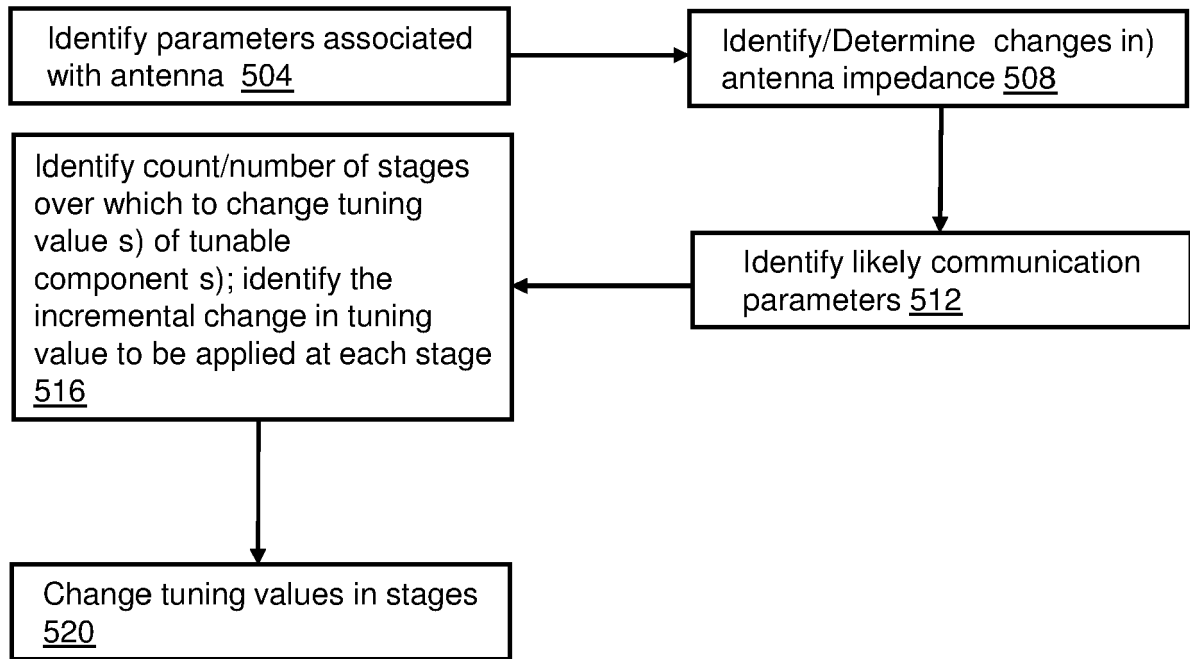 Identify parameters associated
with antenna 504
Identify/Determine changes in)
antenna impedance 508
Identify likely communication
parameters 512
Identify count/number of stages
over which to change tuning
value s) of tunable
component s); identify the
incremental change in tuning
value to be applied at each stage
516
Change tuning values in stages
520